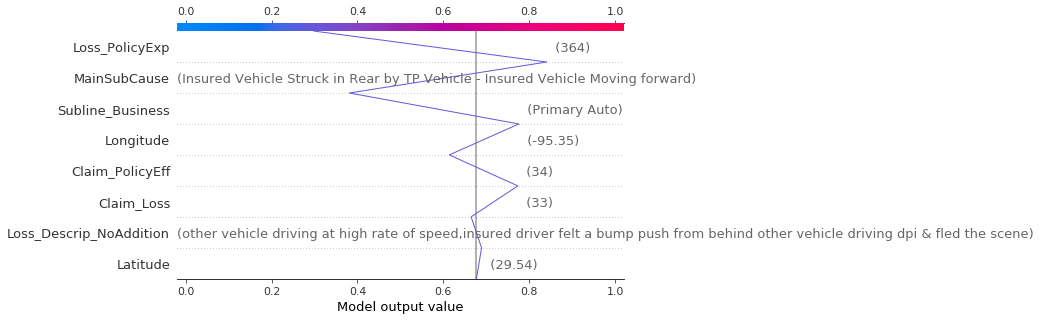 0.0 0.2 0.6 0.4 0.6 0.8 1.0
Loss_PolicyExp (364)
MainSubCause (Insured Vehicle Struck in Rear by TP Vehicle - Insured Vehicle Moving forward)
Subline_Business (Primary Auto)
Longitude (-95.35)
Claim_PolicyEff (34)
Claim_Loss (33)
Loss_Descrip_NoAddition (other vehicle driving at high rate of speed,insured driver felt a bump push from behind other vehicle driving dpi & fled the scene)
Latitude (29.54)
0.0 0.2 0.4 0.6 0.8 1.0
Model output value